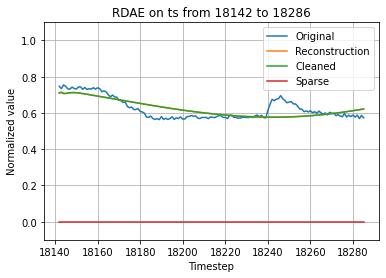 RDAE on ts from 18142 to 18286
Original
Reconstruction
Cleaned
Sparse
Normalized value
1.0
0.8
0.6
0.4
0.2
0.0
18140 18160 18180 18200 18220 18240 18260 18280
Timestep